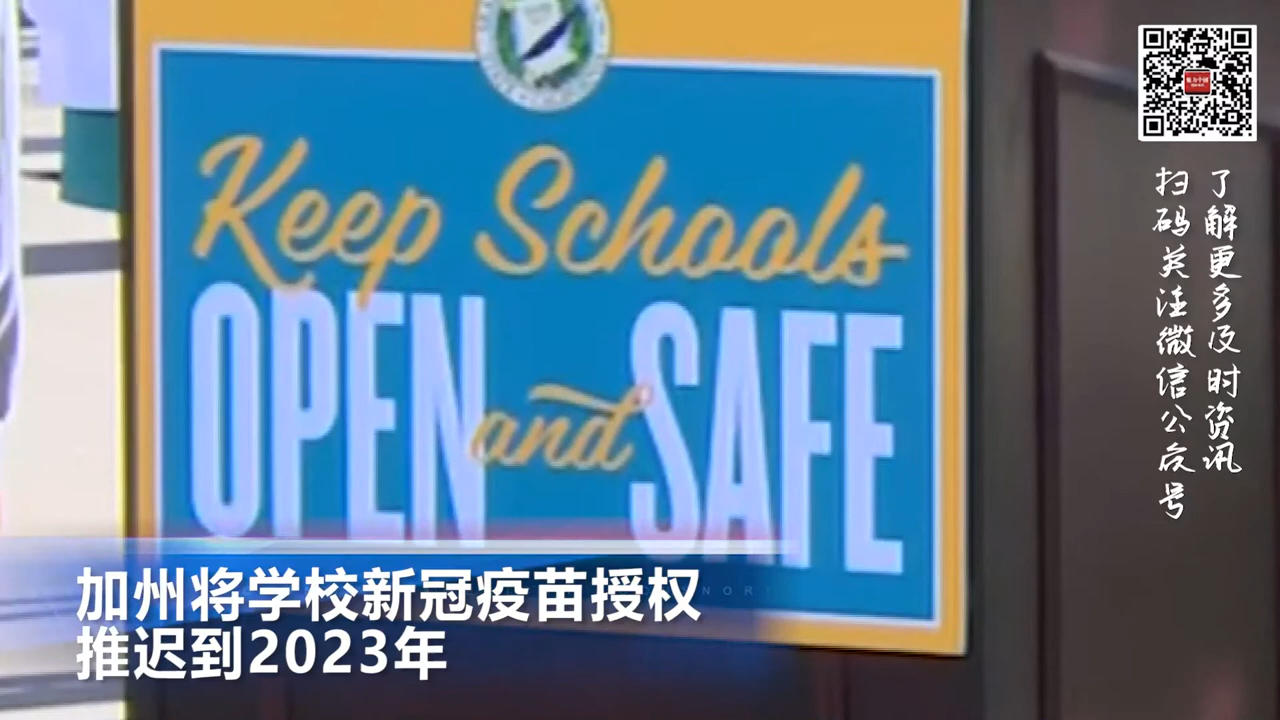 Keep Schools
OPEN and SAFE
加州将学校新冠疫苗授权
推迟到2023年
了解更多及时资讯
扫码关注微信公众号